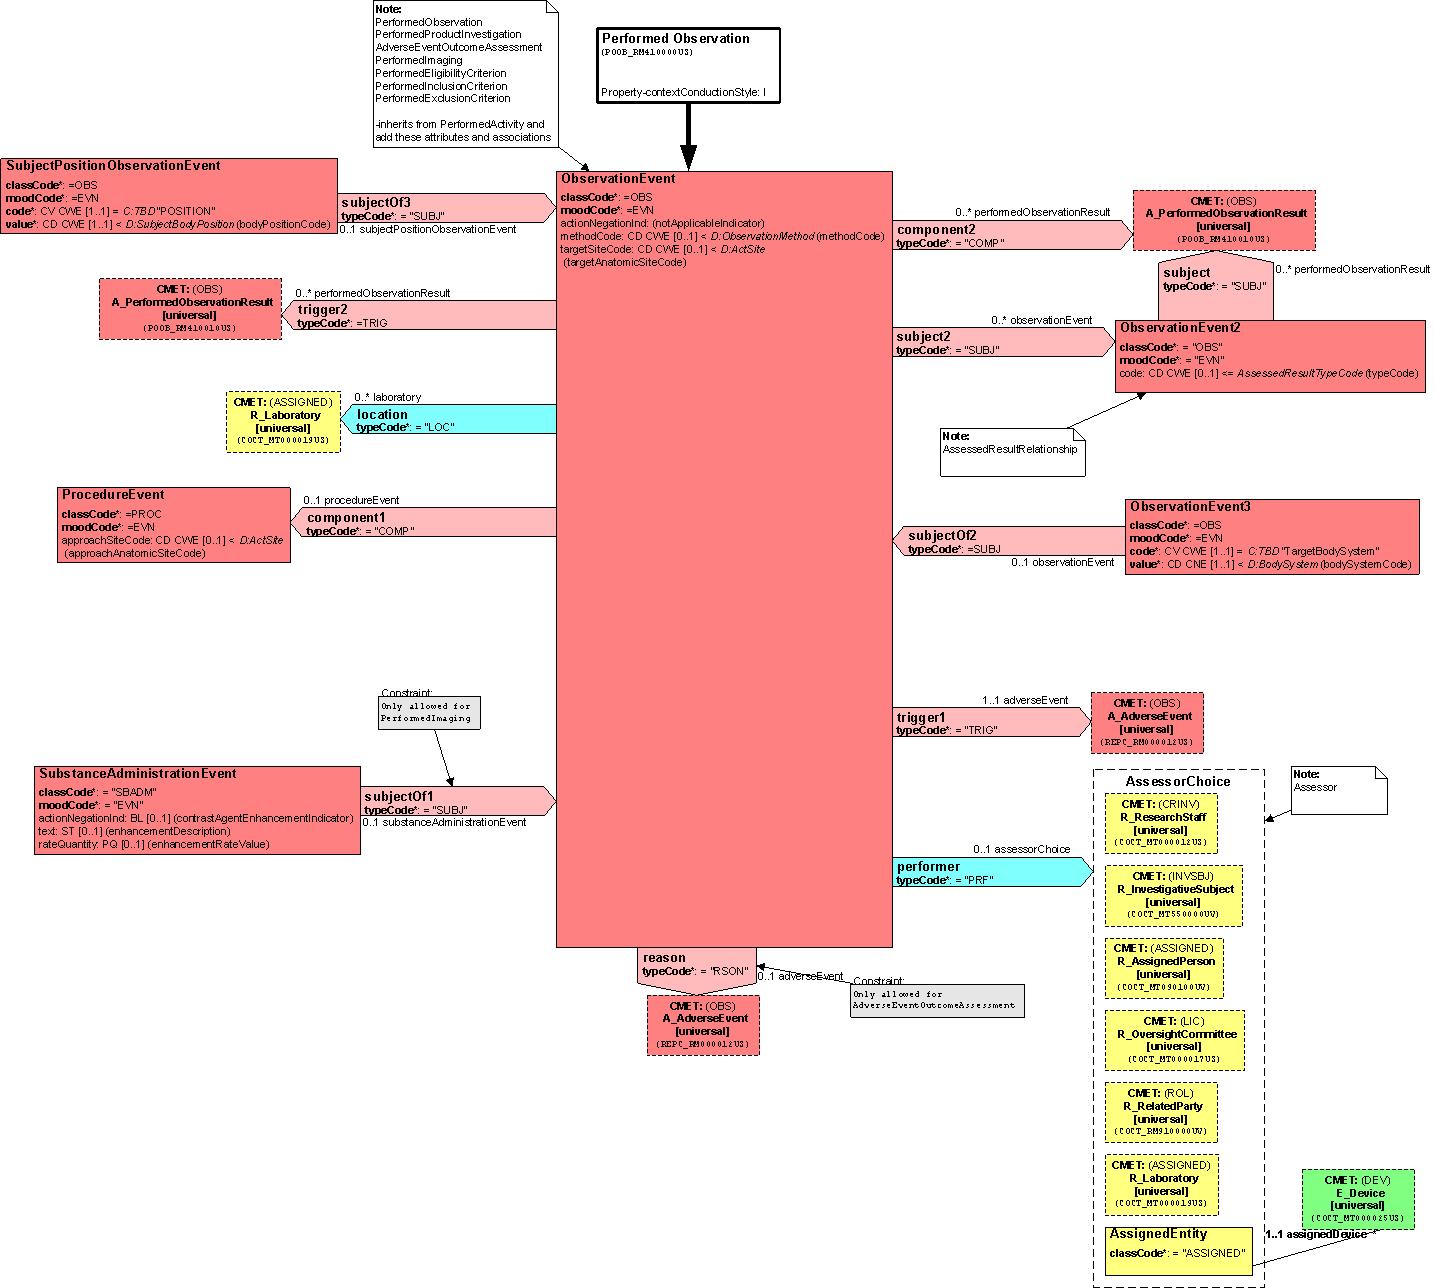 Note:
PerformedObservation
PerformedProductInvestigation
AdverseEventOutcomeAssessment
PerformedImaging
PerformedEligibilityCriterion
PerformedInclusionCriterion
PerformedExclusionCriterion
-inherits from PerformedActivity and
add these attributes and associations
Performed Observation
(POOB_RM410000US)
Property-contextConductionStyle: I
SubjectPositionObservationEvent
classCode*: =OBS
moodCode*: =EVN
code*: CV CWE [1..1] = C:TBD"POSITION"
value*: CD CWE [1..1] < D:SubjectBodyPosition (bodyPositionCode)
subjectOf3
typeCode*: = "SUBJ"
0..1 subjectPositionObservationEvent
ObservationEvent
classCode*: =OBS
moodCode*: =EVN
actionNegationInd: (notApplicableIndicator)
methodCode: CD CWE [0..1] < D:ObservationMethod (methodCode)
targetSiteCode: CD CWE [0..1] < D:ActSite
(targetAnatomicSiteCode)
0..* performedObservationResult
component2
typeCode*: = "COMP"
CMET: (OBS)
A_PerformedObservationResult
[universal]
(POOB_RM410010US)
subject
typeCode*: = "SUBJ"
0..* performedObservationResult
CMET: (OBS)
A_PerformedObservationResult
[universal]
(POOB_RM410010US)
0..* performedObservationResult
trigger2
typeCode*: =TRIG
0..* observationEvent
subject2
typeCode*: = "SUBJ"
ObservationEvent2
classCode*: = "OBS"
moodCode*: = "EVN"
code: CD CWE [0..1] <= AssessedResultTypeCode (typeCode)
CMET: (ASSIGNED)
R_Laboratory
[universal]
(COCT_MT000019US)
0..* laboratory
location
typeCode*: = "LOC"
Note:
AssessedResultRelationship
ProcedureEvent
classCode*: =PROC
moodCode*: =EVN
approachSiteCode: CD CWE [0..1] < D:ActSite
(approachAnatomicSiteCode)
0..1 procedureEvent
component1
typeCode*: = "COMP"
subjectOf2
typeCode*: =SUBJ
0..1 observationEvent
ObservationEvent3
classCode*: =OBS
moodCode*: =EVN
code*: CV CWE [1..1] = C:TBD"TargetBodySystem"
value*: CD CNE [1..1] < D:BodySystem (bodySystemCode)
Constraint:
Only allowed for
PerformedImaging
1..1 adverseEvent
trigger1
typeCode*: = "TRIG"
CMET: (OBS)
A_AdverseEvent
[universal]
(REPC_RM000012US)
SubstanceAdministrationEvent
classCode*: = "SBADM"
moodCode*: = "EVN"
actionNegationInd: BL [0..1] (contrastAgentEnhancementIndicator)
text: ST [0..1] (enhancementDescription)
rateQuantity: PQ [0..1] (enhancementRateValue)
subjectOf1
typeCode*: = "SUBJ"
0..1 substanceAdministrationEvent
0..1 assessorChoice
performer
typeCode*: = "PRF"
AssessorChoice
CMET: (CRINV)
R_ResearchStaff
[universal]
(COCT_MT000012US)
CMET: (INVSBJ)
R_InvestigativeSubject
[universal]
(COCT_MT550000UV)
CMET: (ASSIGNED)
R_AssignedPerson
[universal]
(COCT_MT090100UV)
CMET: (LIC)
R_OversightCommittee
[universal]
(COCT_MT000017US)
CMET: (ROL)
R_RelatedParty
[universal]
(COCT_RM910000UV)
CMET: (ASSIGNED)
R_Laboratory
[universal]
(COCT_MT000019US)
AssignedEntity
classCode*: = "ASSIGNED"
Note:
Assessor
reason
typeCode*: = "RSON"
0..1 adverseEvent
Constraint:
Only allowed for
AdverseEventOutcomeAssessment
CMET: (OBS)
A_AdverseEvent
[universal]
(REPC_RM000012US)
CMET: (DEV)
E_Device
[universal]
(COCT_MT000025US)
1..1 assignedDevice *